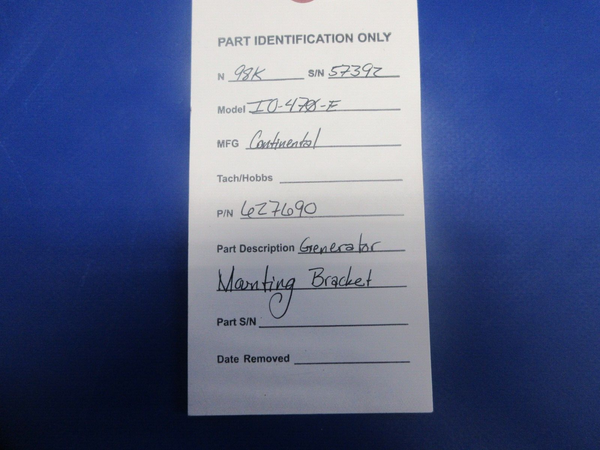 PART IDENTIFICATION ONLY
N 98K S/N 57392
Model IO-470-E
MFG Continental
Tach/Hobbs
P/N 627690
Part Description Generator
Mounting Bracket
Part S/N
Date Removed